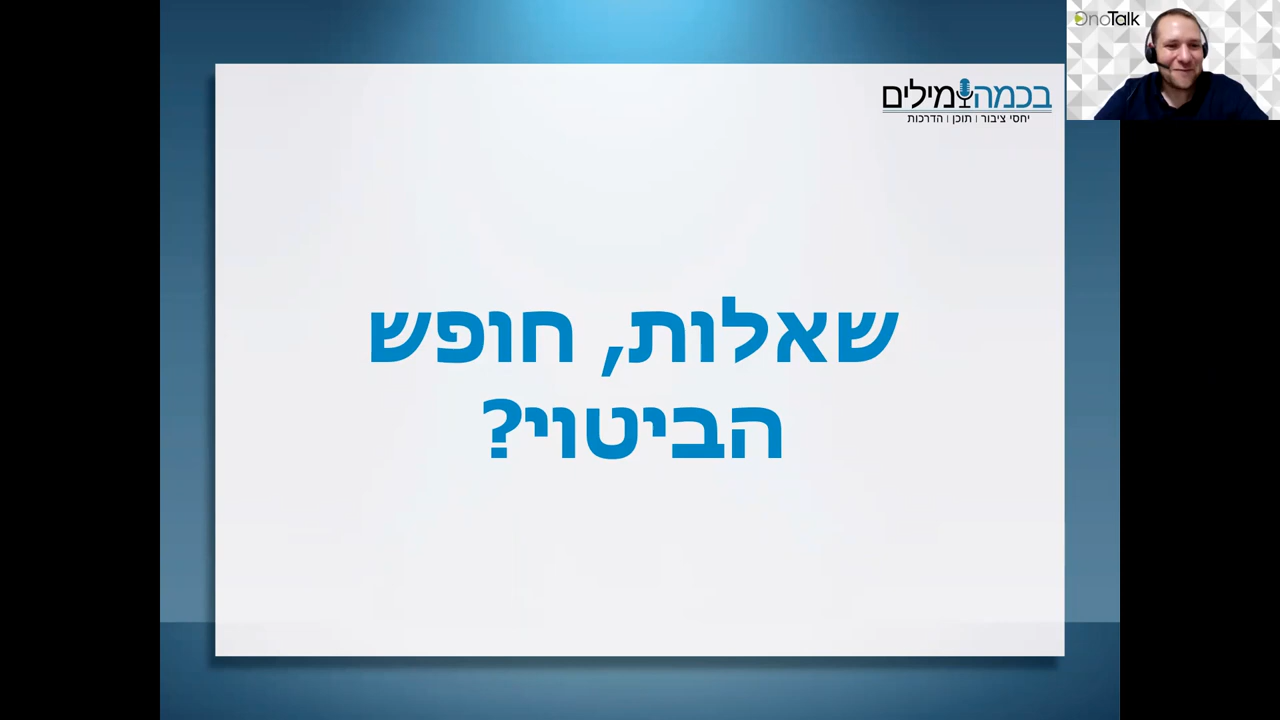 OnoTalk
בכמה מילים
יחסי ציבור | תוכן | הדרכות
שאלות, חופש
הביטוי?